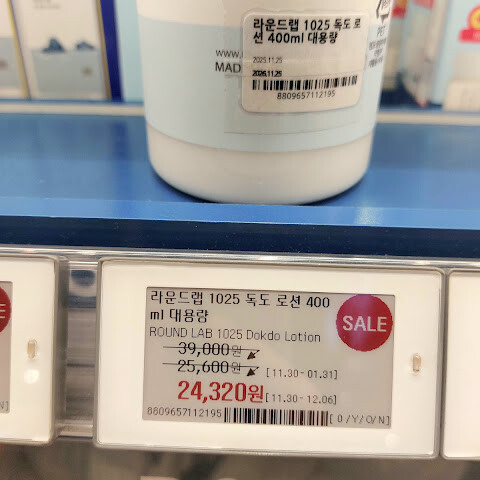 라운드랩 1025 독도 로
션 400ml 대용량
www.
MADE
2025.11.25
2026.11.25
8809657112195
PET
라운드랩 1025 독도 로션 400
ml 대용량
ROUND LAB 1025 Dokdo Lotion
SALE
39,000원
25,600원 [11.30-01.31]
24,320원 [11.30-12.06]
8809657112195 [0/Y/O/N]